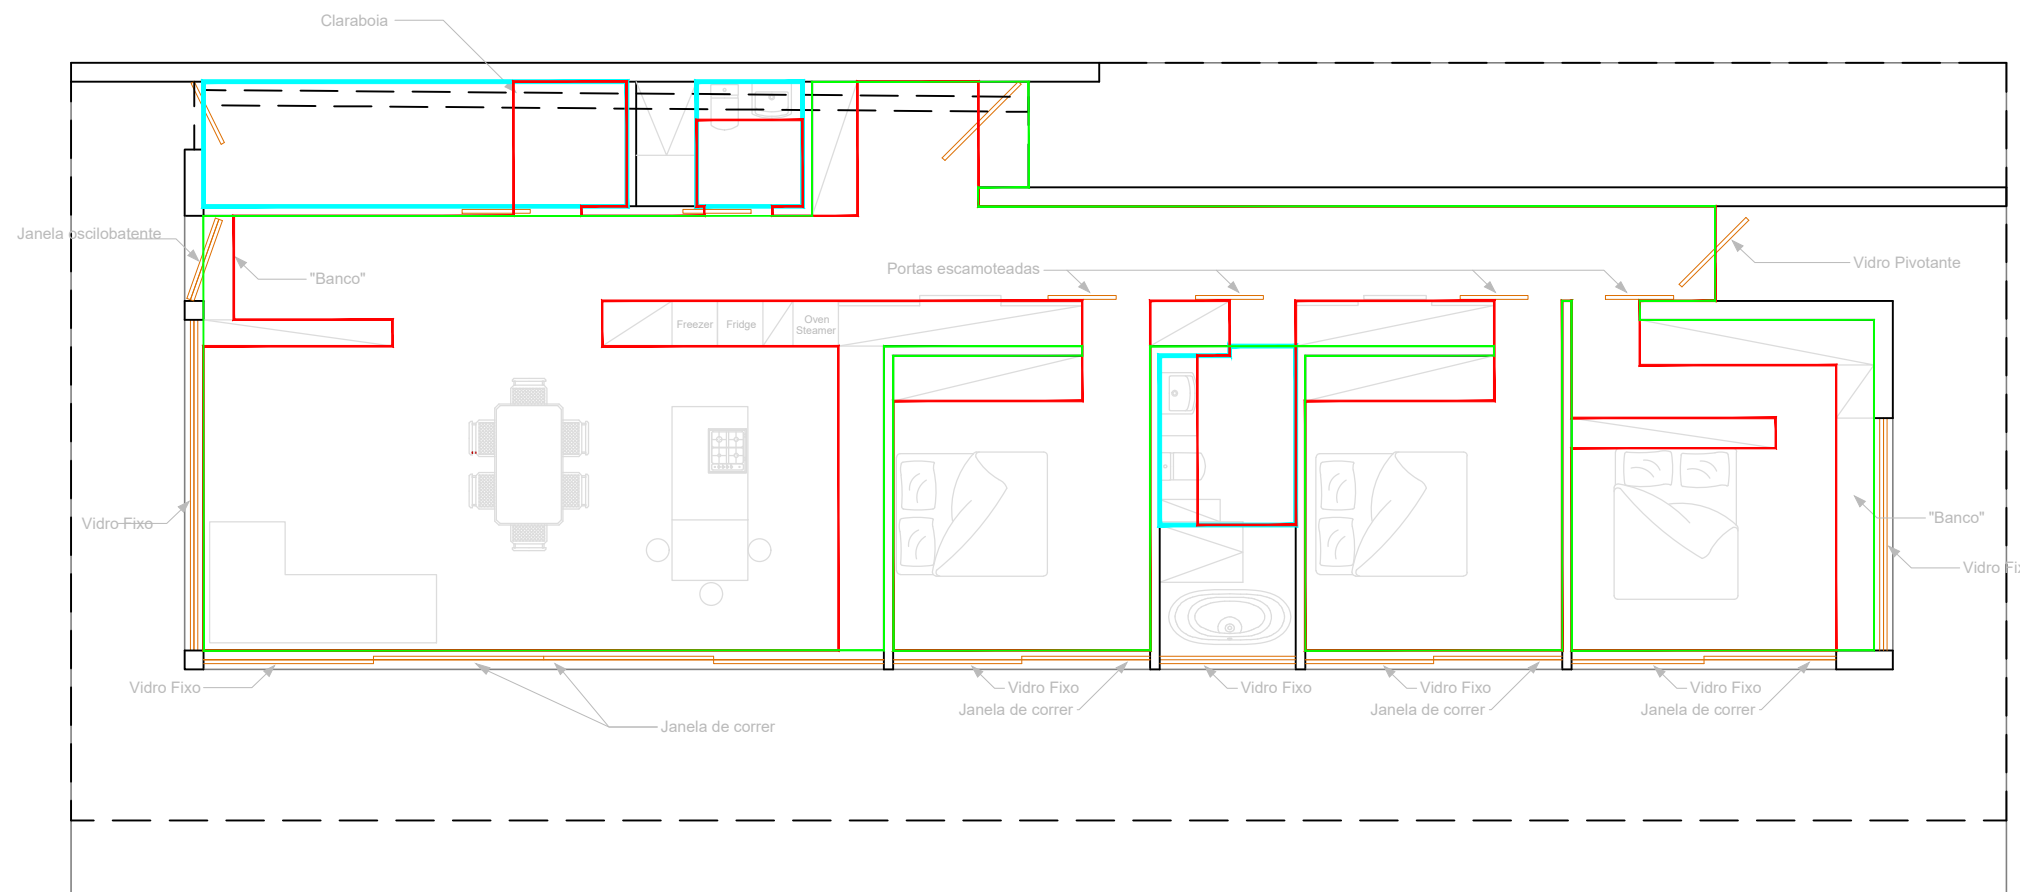 Claraboia
Janela oscilobatente
"Banco"
Portas escamoteadas
Vidro Pivotante
Freezer
Fridge
Oven
Steamer
Vidro Fixo
"Banco"
Vidro Fix
Vidro Fixo
Vidro Fixo
Vidro Fixo
Vidro Fixo
Vidro Fixo
Janela de correr
Janela de correr
Janela de correr
Janela de correr